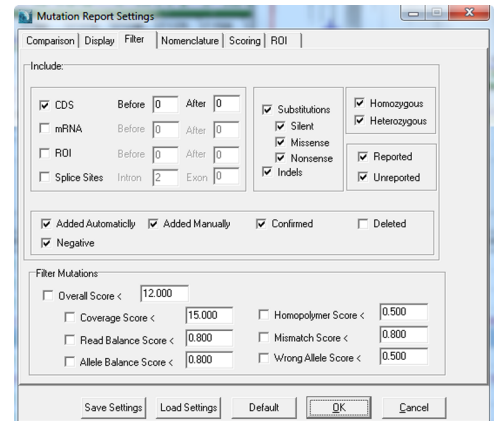 Mutation Report Settings
Comparison Display Filter Nomenclature Scoring ROI
Include:
CDS Before 0 After 0
mRNA Before 0 After 0
ROI Before 0 After 0
Splice Sites Intron 2 Exon 0
Substitutions
Silent
Missense
Nonsense
Indels
Homozygous
Heterozygous
Reported
Unreported
Added Automaticlly Added Manually Confirmed Deleted
Negative
Filter Mutations
Overall Score < 12.000
Coverage Score < 15.000 Homopolymer Score < 0.500
Read Balance Score < 0.800 Mismatch Score < 0.800
Allele Balance Score < 0.800 Wrong Allele Score < 0.500
Save Settings Load Settings Default OK Cancel